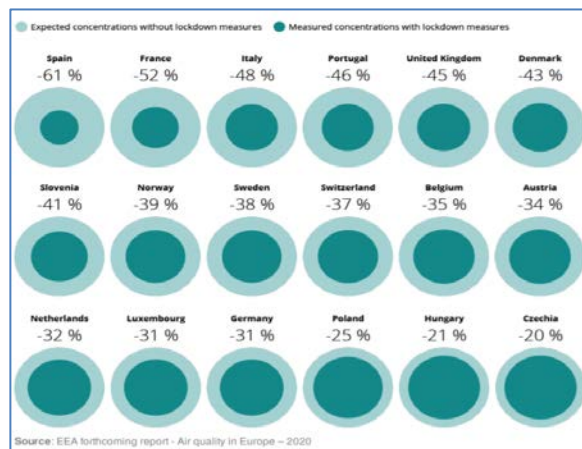 Expected concentrations without lockdown measures Measured concentrations with lockdown measures
Spain France Italy Portugal United Kingdom Denmark
-61 % -52 % -48 % -46 % -45 % -43 %
Slovenia Norway Sweden Switzerland Belgium Austria
-41 % -39 % -38 % -37 % -35 % -34 %
Netherlands Luxembourg Germany Poland Hungary Czechia
-32 % -31 % -31 % -25 % -21 % -20 %
Source: EEA forthcoming report - Air quality in Europe – 2020